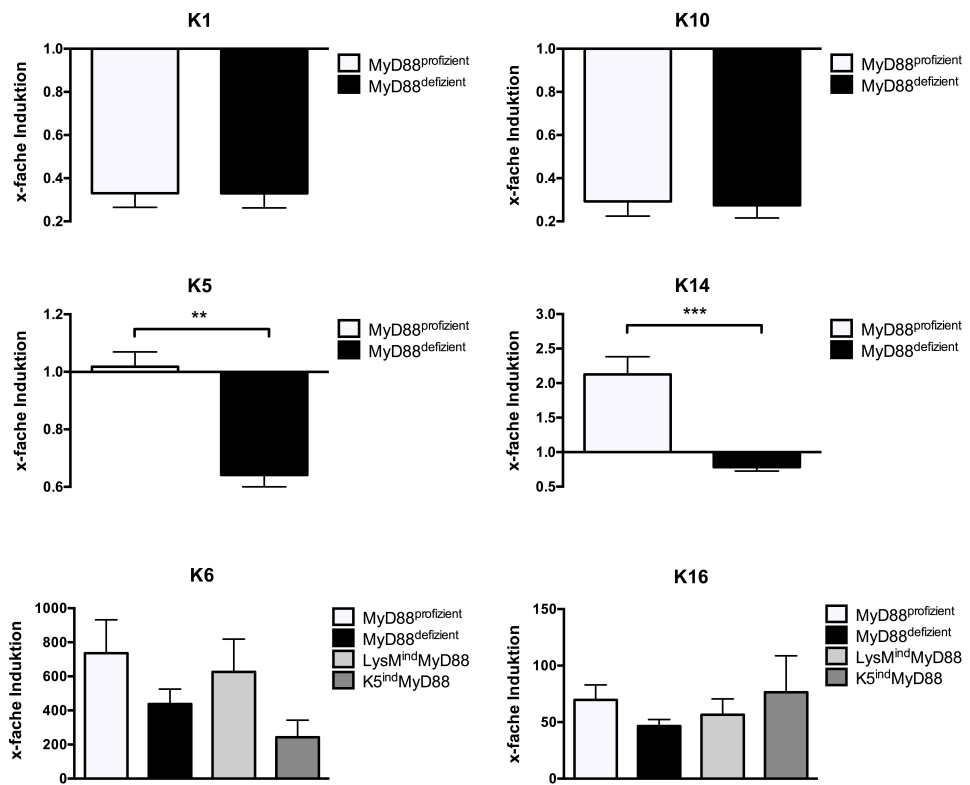 K1
x-fache Induktion
1.0
0.8
0.6
0.4
0.2
MyD88profizient
MyD88defizient
K10
x-fache Induktion
1.0
0.8
0.6
0.4
0.2
MyD88profizient
MyD88defizient
K5
x-fache Induktion
1.2
1.0
0.8
0.6
**
MyD88profizient
MyD88defizient
K14
x-fache Induktion
3.0
2.5
2.0
1.5
1.0
0.5
***
MyD88profizient
MyD88defizient
K6
x-fache Induktion
1000
800
600
400
200
0
MyD88profizient
MyD88defizient
LysMindMyD88
K5indMyD88
K16
x-fache Induktion
150
100
50
0
MyD88profizient
MyD88defizient
LysMindMyD88
K5indMyD88